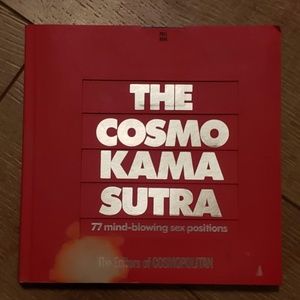 THE
COSMO
KAMA
SUTRA
77 mind-blowing sex positions
The Editors of COSMOPOLITAN